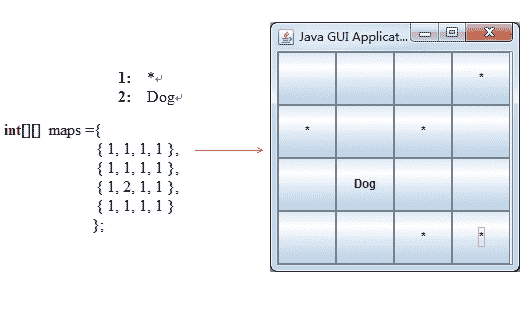 1: *
2: Dog
int[][] maps ={
{ 1, 1, 1, 1 },
{ 1, 1, 1, 1 },
{ 1, 2, 1, 1 },
{ 1, 1, 1, 1 }
};
Java GUI Applicat...
*
* *
Dog
* *